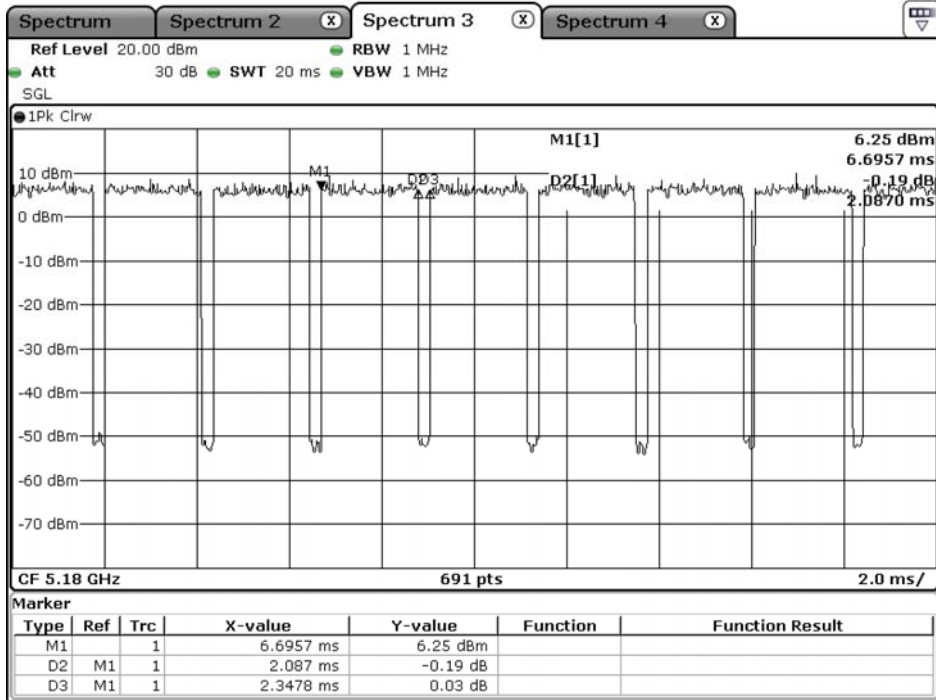 Spectrum Spectrum 2 X Spectrum 3 X Spectrum 4 X
Ref Level 20.00 dBm RBW 1 MHz
Att 30 dB SWT 20 ms VBW 1 MHz
SGL
1Pk Clrw
M1[1] 6.25 dBm
6.6957 ms
10 dBm M1 D2 D3 D2[1] -0.19 dB
2.0870 ms
0 dBm
-10 dBm
-20 dBm
-30 dBm
-40 dBm
-50 dBm
-60 dBm
-70 dBm
CF 5.18 GHz 691 pts 2.0 ms/
Marker
Type Ref Trc X-value Y-value Function Function Result
M1 1 6.6957 ms 6.25 dBm
D2 M1 1 2.087 ms -0.19 dB
D3 M1 1 2.3478 ms 0.03 dB